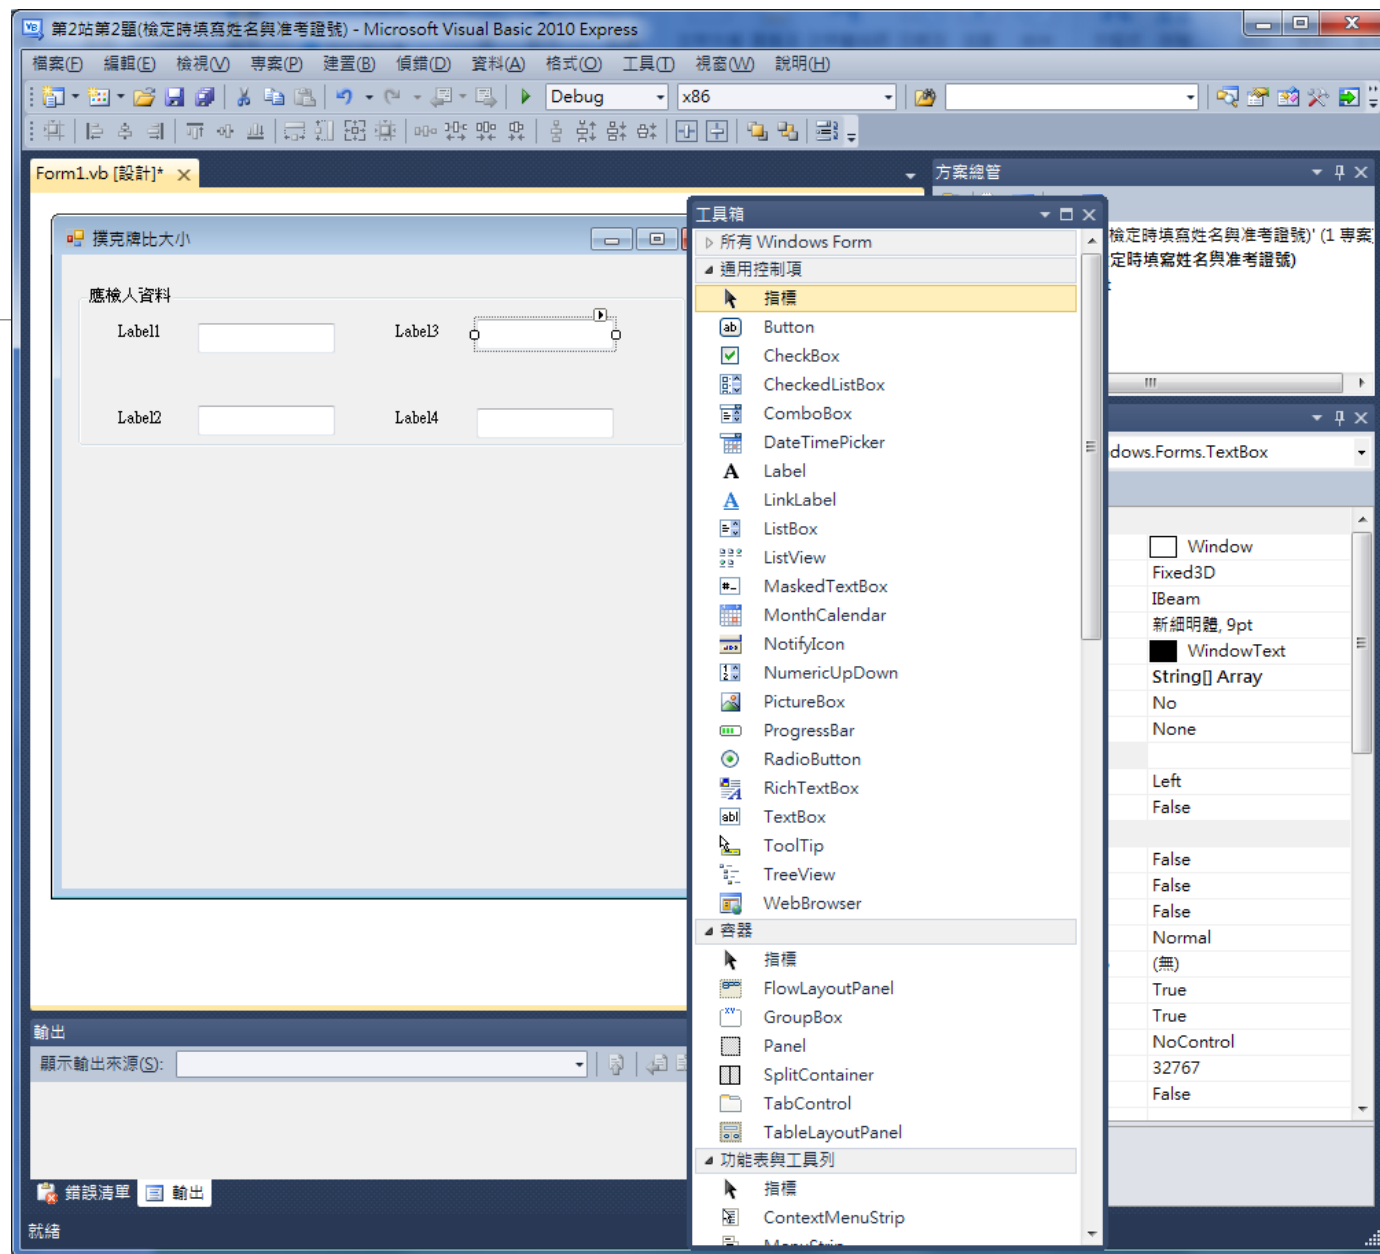 第2站第2題(檢定時填寫姓名與准考證號) - Microsoft Visual Basic 2010 Express
檔案(F) 編輯(E) 檢視(V) 專案(P) 建置(B) 偵錯(D) 資料(A) 格式(O) 工具(T) 視窗(W) 說明(H)
Debug x86
Form1.vb [設計]*
方案總管
檢定時填寫姓名與准考證號)' (1 專案
定時填寫姓名與准考證號)
撲克牌比大小
應檢人資料
Label1
Label3
Label2
Label4
工具箱
所有 Windows Form
通用控制項
指標
Button
CheckBox
CheckedListBox
ComboBox
DateTimePicker
Label
LinkLabel
ListBox
ListView
MaskedTextBox
MonthCalendar
NotifyIcon
NumericUpDown
PictureBox
ProgressBar
RadioButton
RichTextBox
TextBox
ToolTip
TreeView
WebBrowser
容器
指標
FlowLayoutPanel
GroupBox
Panel
SplitContainer
TabControl
TableLayoutPanel
功能表與工具列
指標
ContextMenuStrip
MenuStrip
dows.Forms.TextBox
Window
Fixed3D
IBeam
新細明體, 9pt
WindowText
String[] Array
No
None
Left
False
False
False
False
Normal
(無)
True
True
NoControl
32767
False
輸出
顯示輸出來源(S):
錯誤清單 輸出
就緒